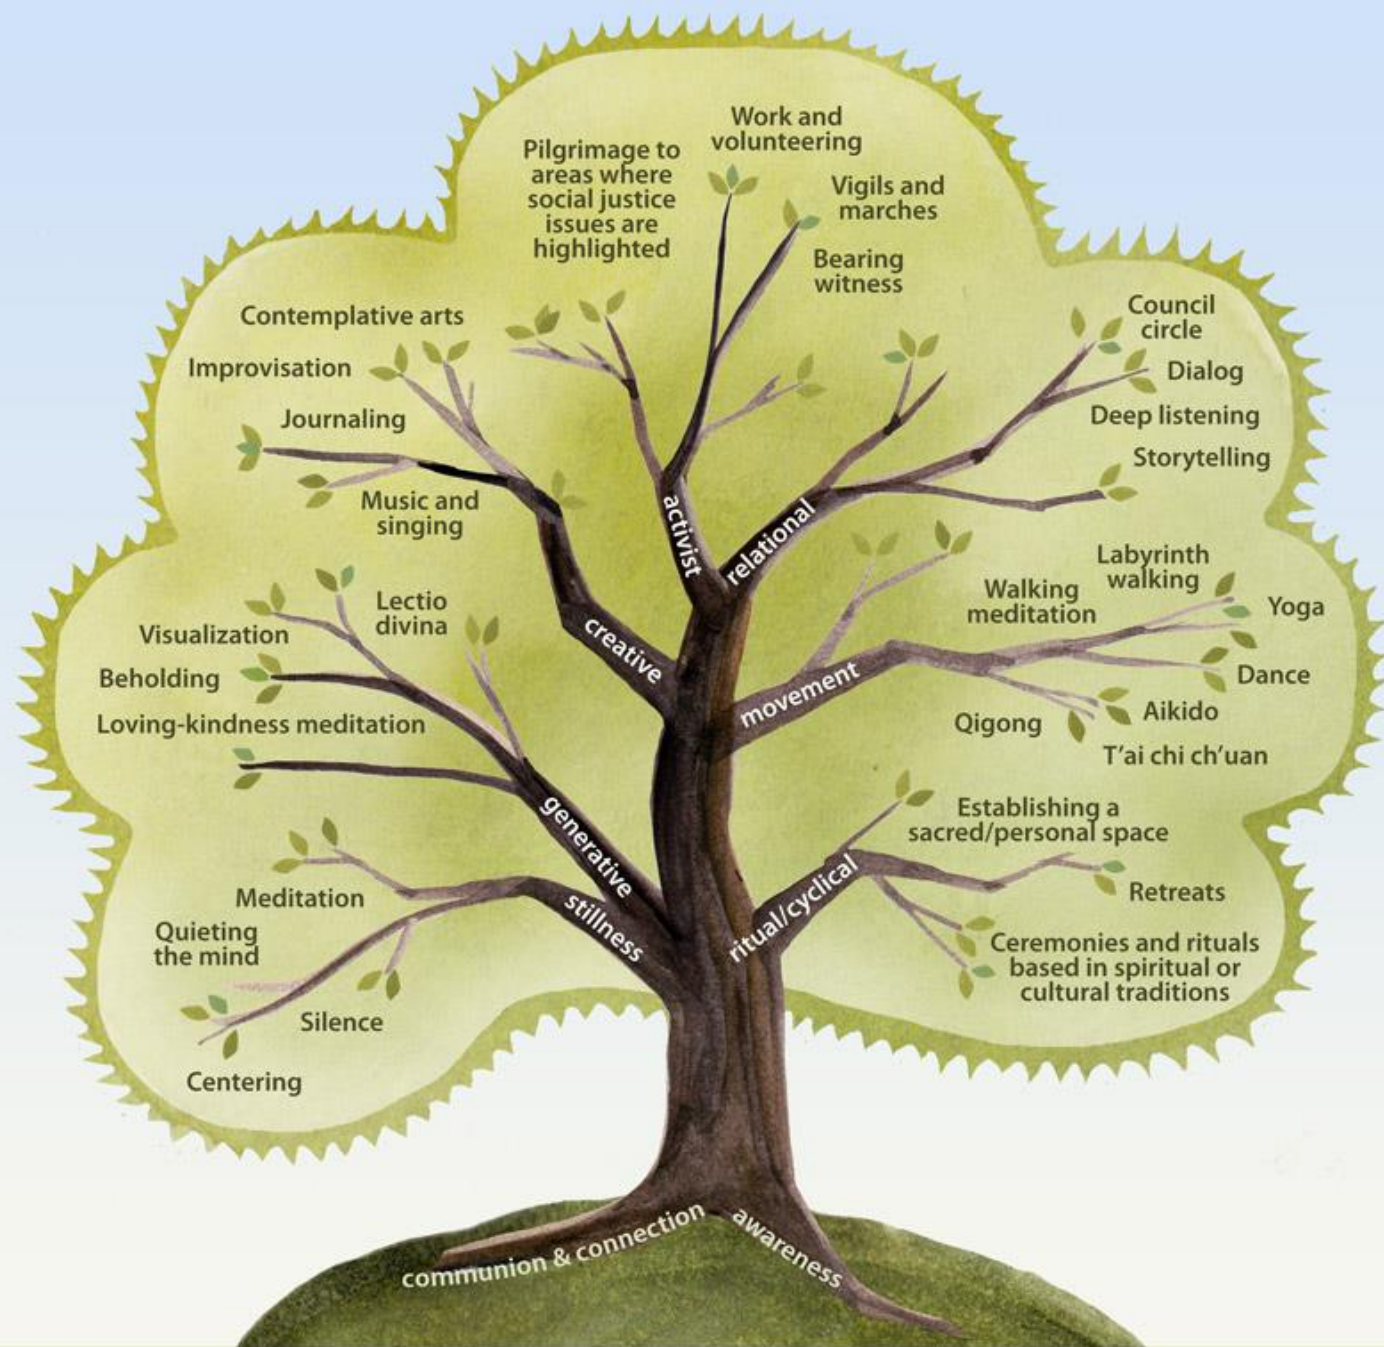 Work and
volunteering
Pilgrimage to
areas where
social justice
issues are
highlighted
Vigils and
marches
Bearing
witness
Contemplative arts
Improvisation
Journaling
Music and
singing
Council
circle
Dialog
Deep listening
Storytelling
activist
relational
Labyrinth
walking
Walking
meditation
Yoga
Dance
Aikido
Qigong
T'ai chi ch'uan
Lectio
divina
Visualization
Beholding
Loving-kindness meditation
creative
movement
generative
stillness
ritual/cyclical
Establishing a
sacred/personal space
Retreats
Ceremonies and rituals
based in spiritual or
cultural traditions
Meditation
Quieting
the mind
Silence
Centering
communion & connection
awareness